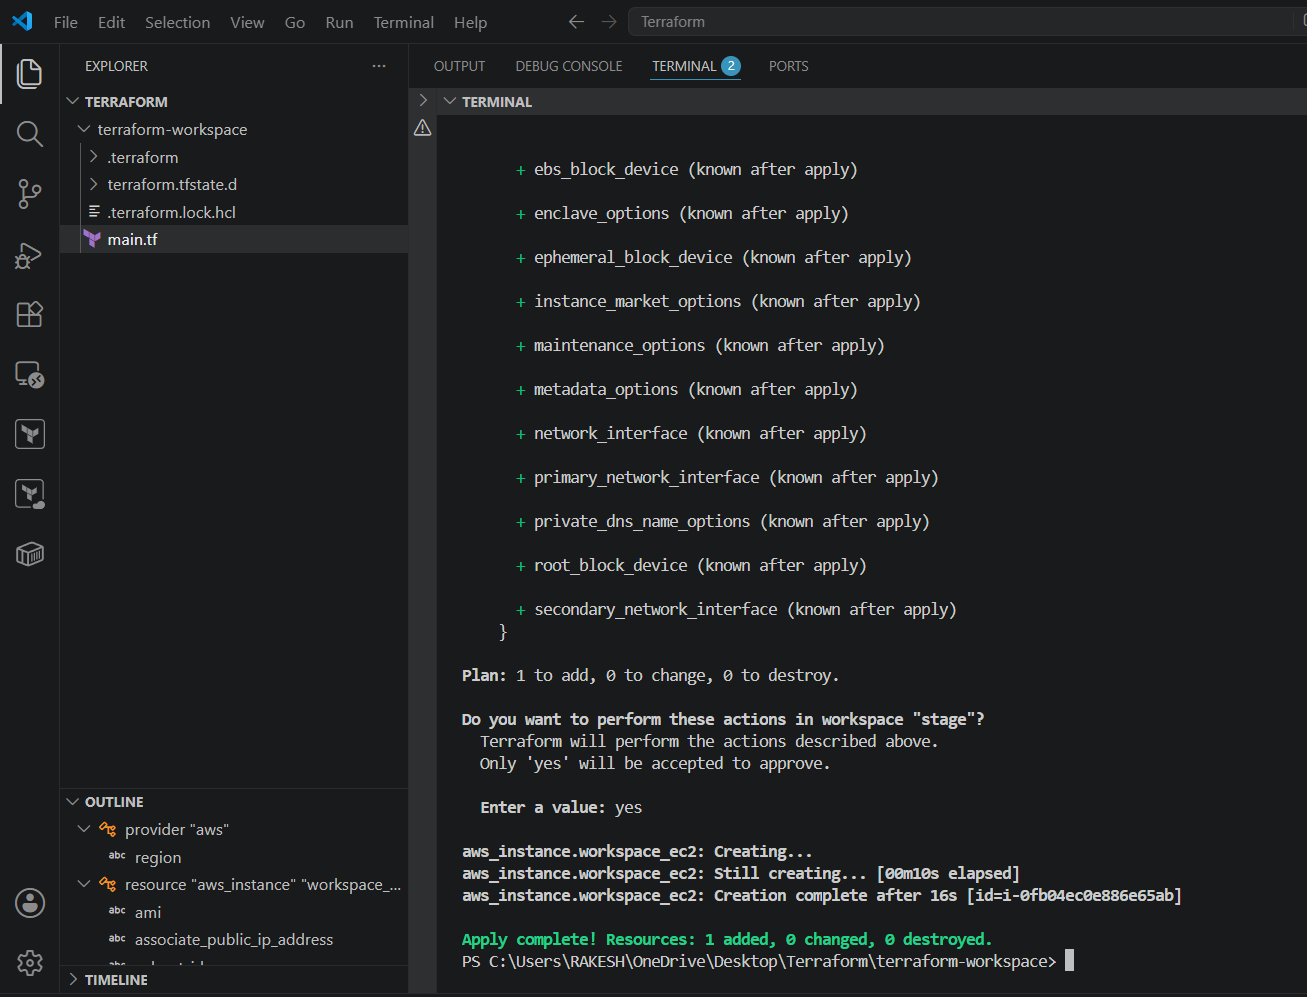 File Edit Selection View Go Run Terminal Help
Terraform
EXPLORER
TERRAFORM
terraform-workspace
.terraform
terraform.tfstate.d
.terraform.lock.hcl
main.tf
OUTLINE
provider "aws"
abc region
resource "aws_instance" "workspace_...
abc ami
abc associate_public_ip_address
TIMELINE
OUTPUT DEBUG CONSOLE TERMINAL 2 PORTS
TERMINAL
+ ebs_block_device (known after apply)
+ enclave_options (known after apply)
+ ephemeral_block_device (known after apply)
+ instance_market_options (known after apply)
+ maintenance_options (known after apply)
+ metadata_options (known after apply)
+ network_interface (known after apply)
+ primary_network_interface (known after apply)
+ private_dns_name_options (known after apply)
+ root_block_device (known after apply)
+ secondary_network_interface (known after apply)
}
Plan: 1 to add, 0 to change, 0 to destroy.
Do you want to perform these actions in workspace "stage"?
Terraform will perform the actions described above.
Only 'yes' will be accepted to approve.
Enter a value: yes
aws_instance.workspace_ec2: Creating...
aws_instance.workspace_ec2: Still creating... [00m10s elapsed]
aws_instance.workspace_ec2: Creation complete after 16s [id=i-0fb04ec0e886e65ab]
Apply complete! Resources: 1 added, 0 changed, 0 destroyed.
PS C:\Users\RAKESH\OneDrive\Desktop\Terraform\terraform-workspace>